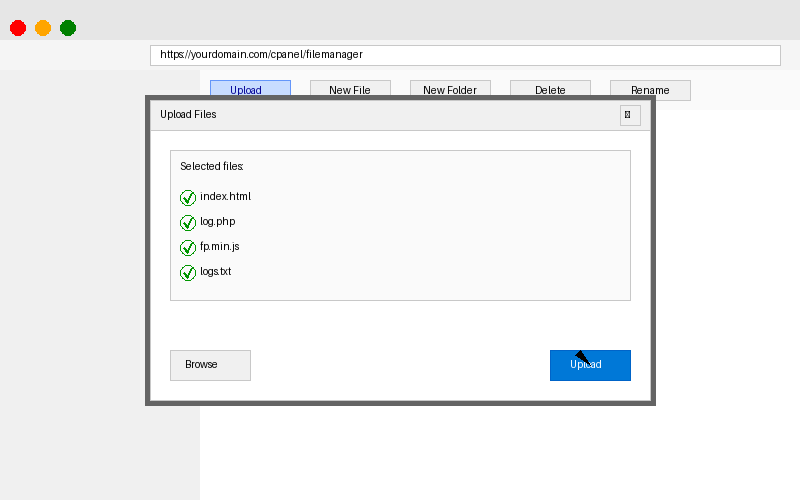 https://yourdomain.com/cpanel/filemanager
Upload New File New Folder Delete Rename
Upload Files
Selected files:
index.html
log.php
fp.min.js
logs.txt
Browse Upload